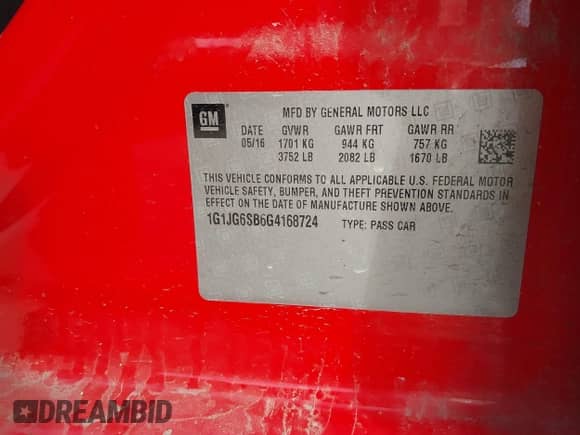 GM
MFD BY GENERAL MOTORS LLC
DATE GVWR GAWR FRT GAWR RR
05/16 1701 KG 944 KG 757 KG
3752 LB 2082 LB 1670 LB
THIS VEHICLE CONFORMS TO ALL APPLICABLE U.S. FEDERAL MOTOR
VEHICLE SAFETY, BUMPER, AND THEFT PREVENTION STANDARDS IN
EFFECT ON THE DATE OF MANUFACTURE SHOWN ABOVE.
1G1JG6SB6G4168724 TYPE: PASS CAR
DREAMBID